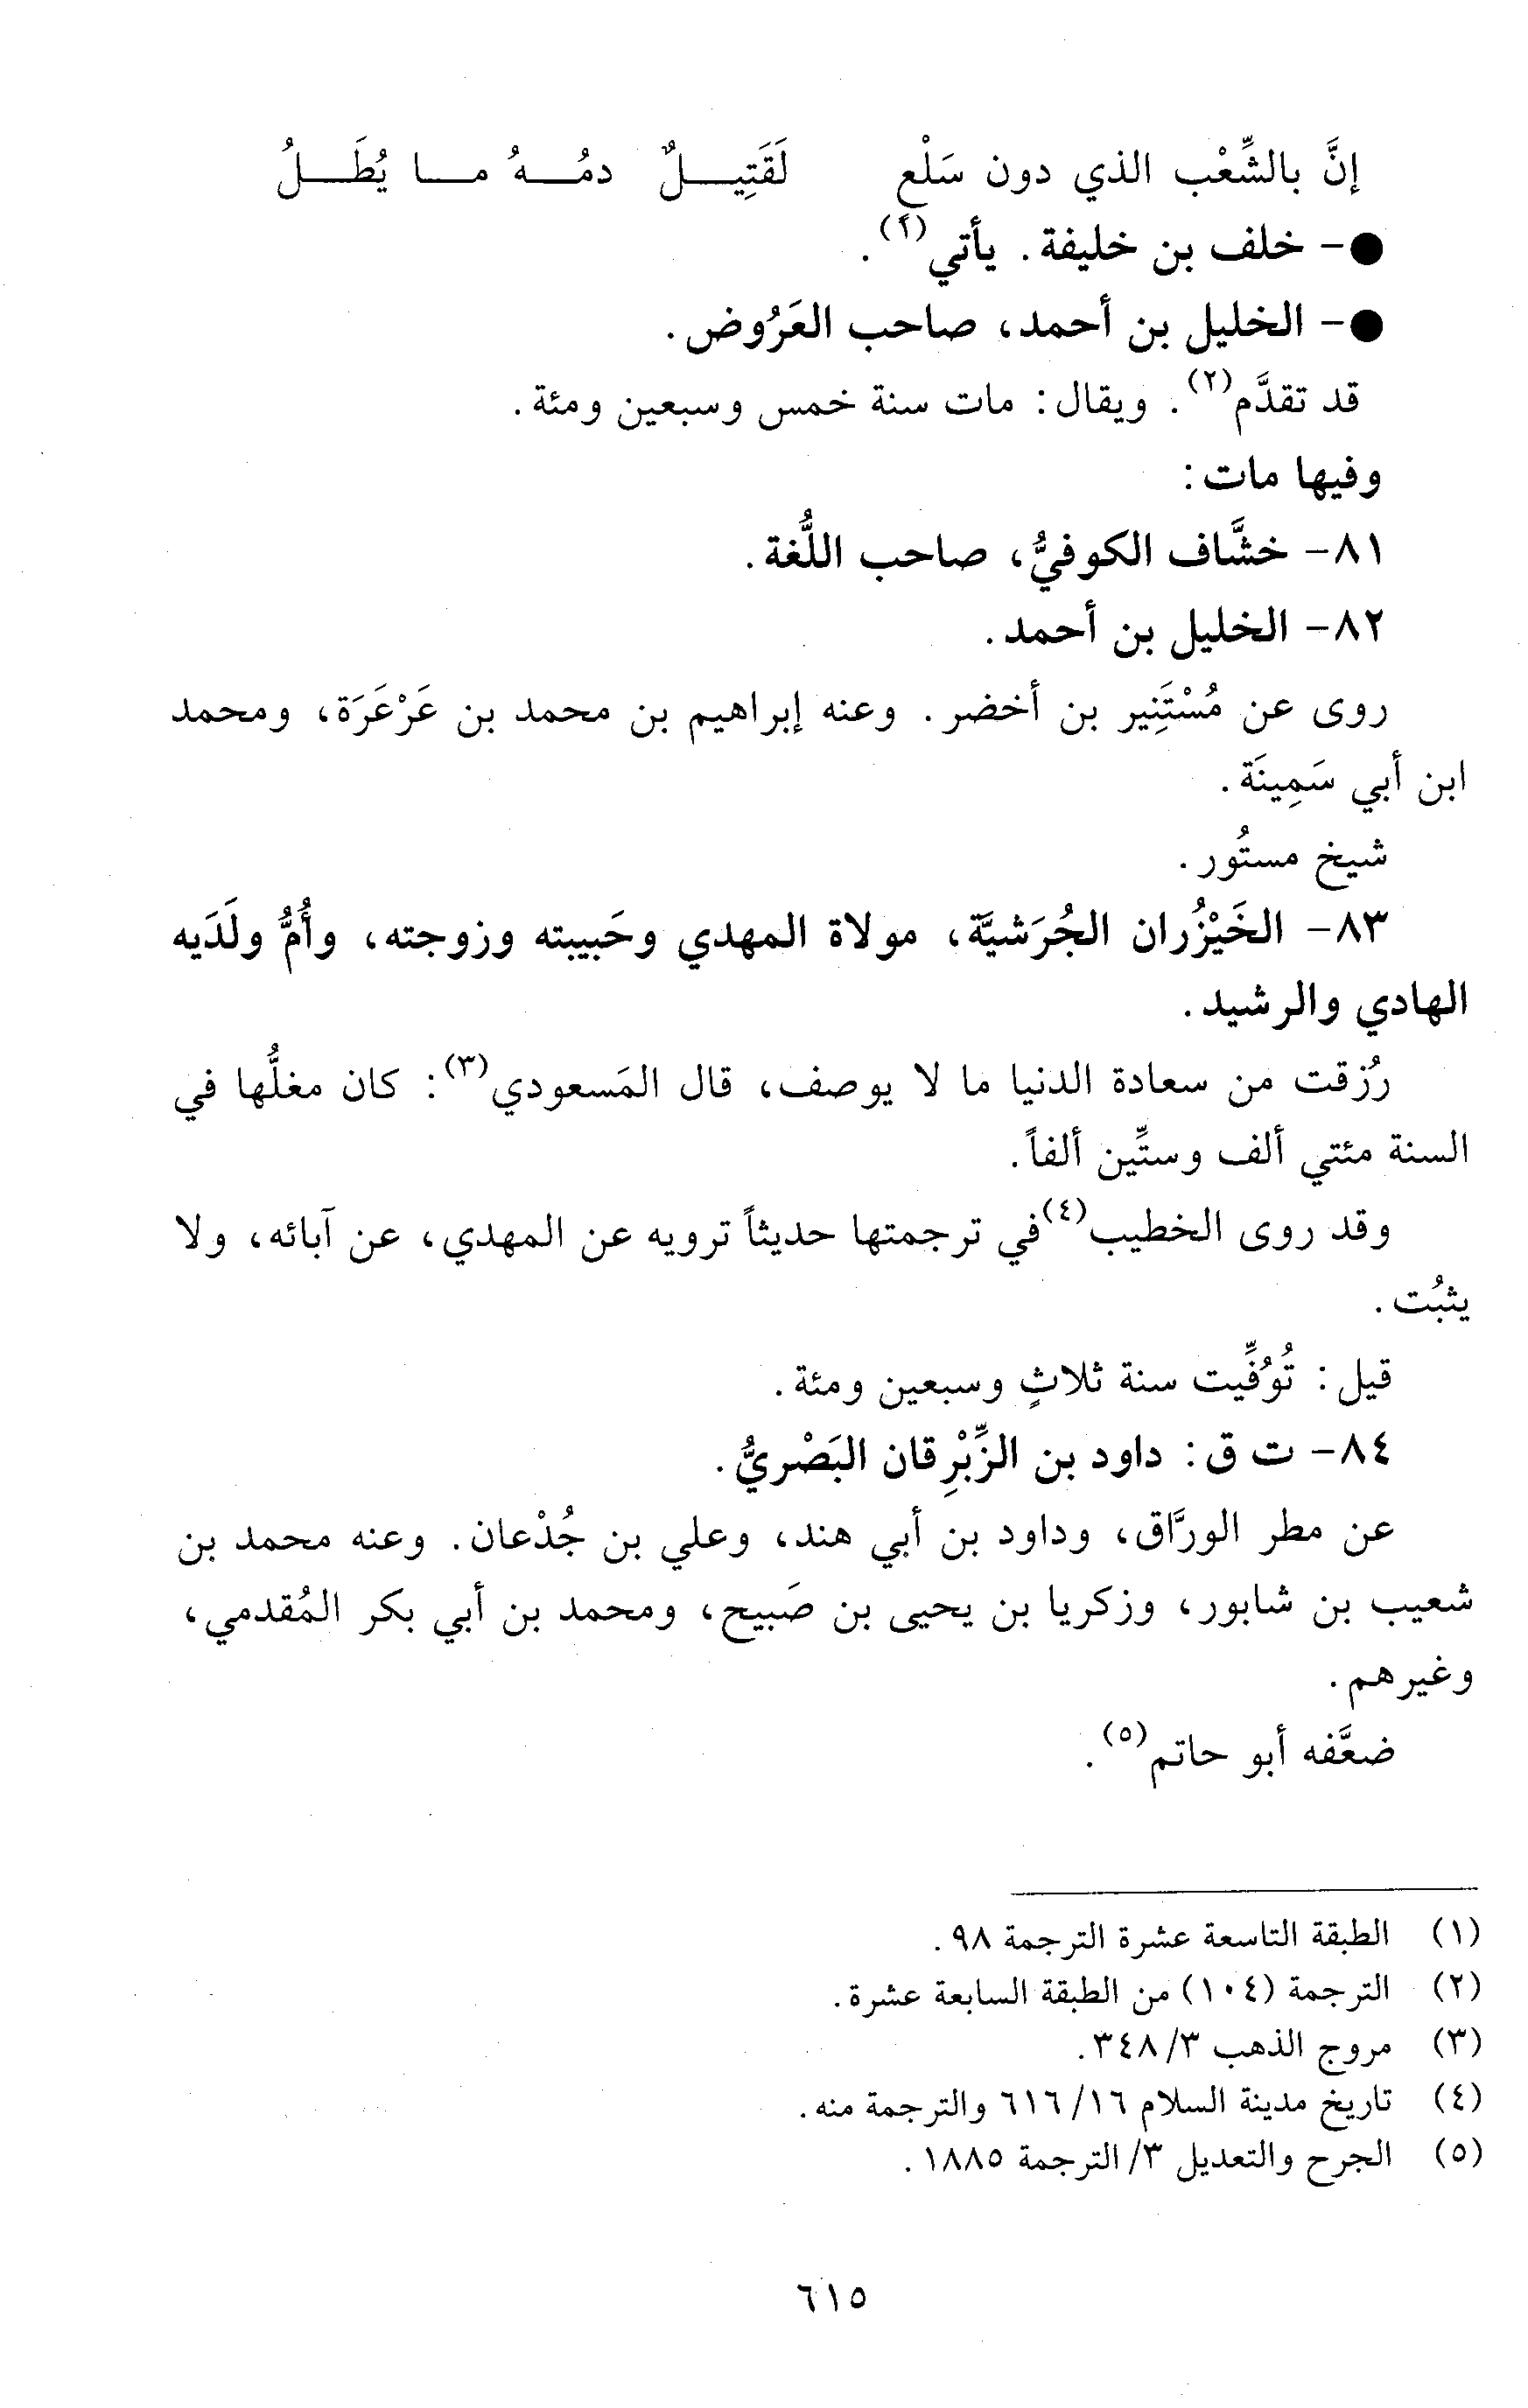 إنَّ بالشِّعْب الذي دون سَلْعٍ لَقَتِيـــلٌ دمُـــهُ مـــا يُطَـــلُ
●- خلف بن خليفة. يأتي(١).
●- الخليل بن أحمد، صاحب العَرُوض.
قد تقدَّم(٢). ويقال: مات سنة خمس وسبعين ومئة.
وفيها مات:
٨١- خشَّاف الكوفيُّ، صاحب اللُّغة.
٨٢- الخليل بن أحمد.
روى عن مُسْتَنِير بن أخضر. وعنه إبراهيم بن محمد بن عَرْعَرَة، ومحمد
ابن أبي سَمِينَة.
شيخ مستُور.
٨٣- الخَيْزُران الجُرَشيَّة، مولاة المهدي وحَبيبته وزوجته، وأُمُّ ولَدَيه
الهادي والرشيد.
رُزقت من سعادة الدنيا ما لا يوصف، قال المَسعودي(٣): كان مغلُّها في
السنة مئتي ألف وستِّين ألفاً.
وقد روى الخطيب(٤) في ترجمتها حديثاً ترويه عن المهدي، عن آبائه، ولا
يثبُت.
قيل: تُوُفِّيت سنة ثلاثٍ وسبعين ومئة.
٨٤- ت ق: داود بن الزِّبْرِقان البَصْريُّ.
عن مطر الورَّاق، وداود بن أبي هند، وعلي بن جُدْعان. وعنه محمد بن
شعيب بن شابور، وزكريا بن يحيى بن صَبيح، ومحمد بن أبي بكر المُقدمي،
وغيرهم.
ضعَّفه أبو حاتم(٥).
(١) الطبقة التاسعة عشرة الترجمة ٩٨.
(٢) الترجمة (١٠٤) من الطبقة السابعة عشرة.
(٣) مروج الذهب ٣/ ٣٤٨.
(٤) تاريخ مدينة السلام ١٦/ ٦١٦ والترجمة منه.
(٥) الجرح والتعديل ٣/ الترجمة ١٨٨٥.
٦١٥